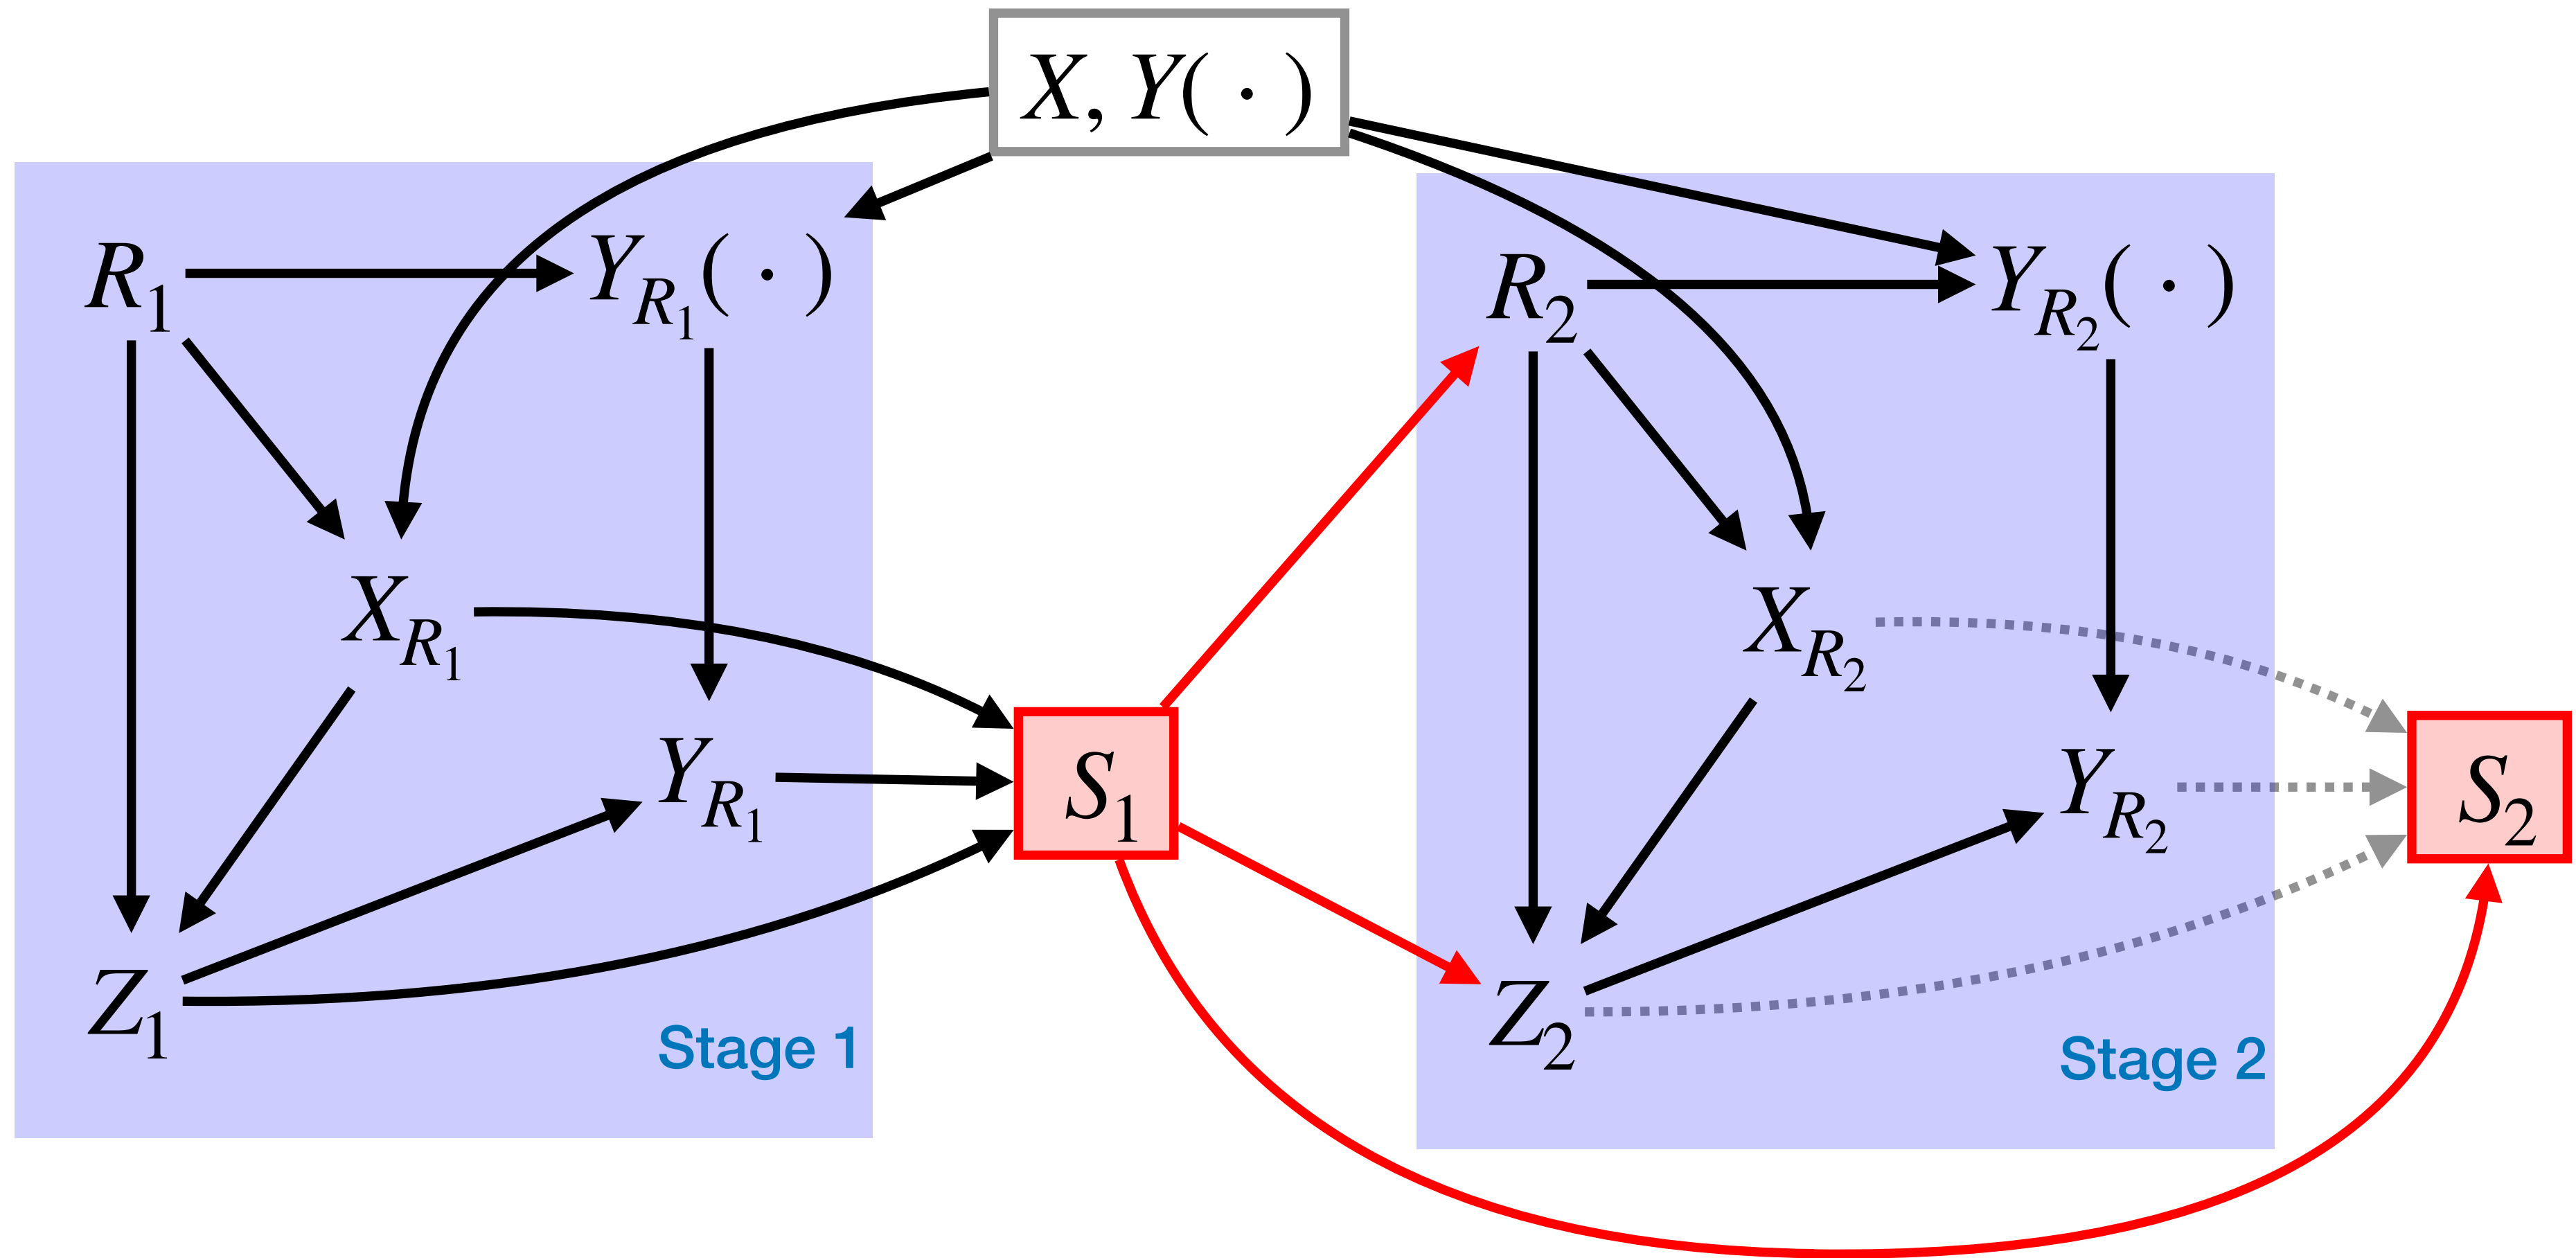 X, Y( · )
R1
YR1( · )
XR1
YR1
Z1
Stage 1
S1
R2
YR2( · )
XR2
YR2
Z2
Stage 2
S2